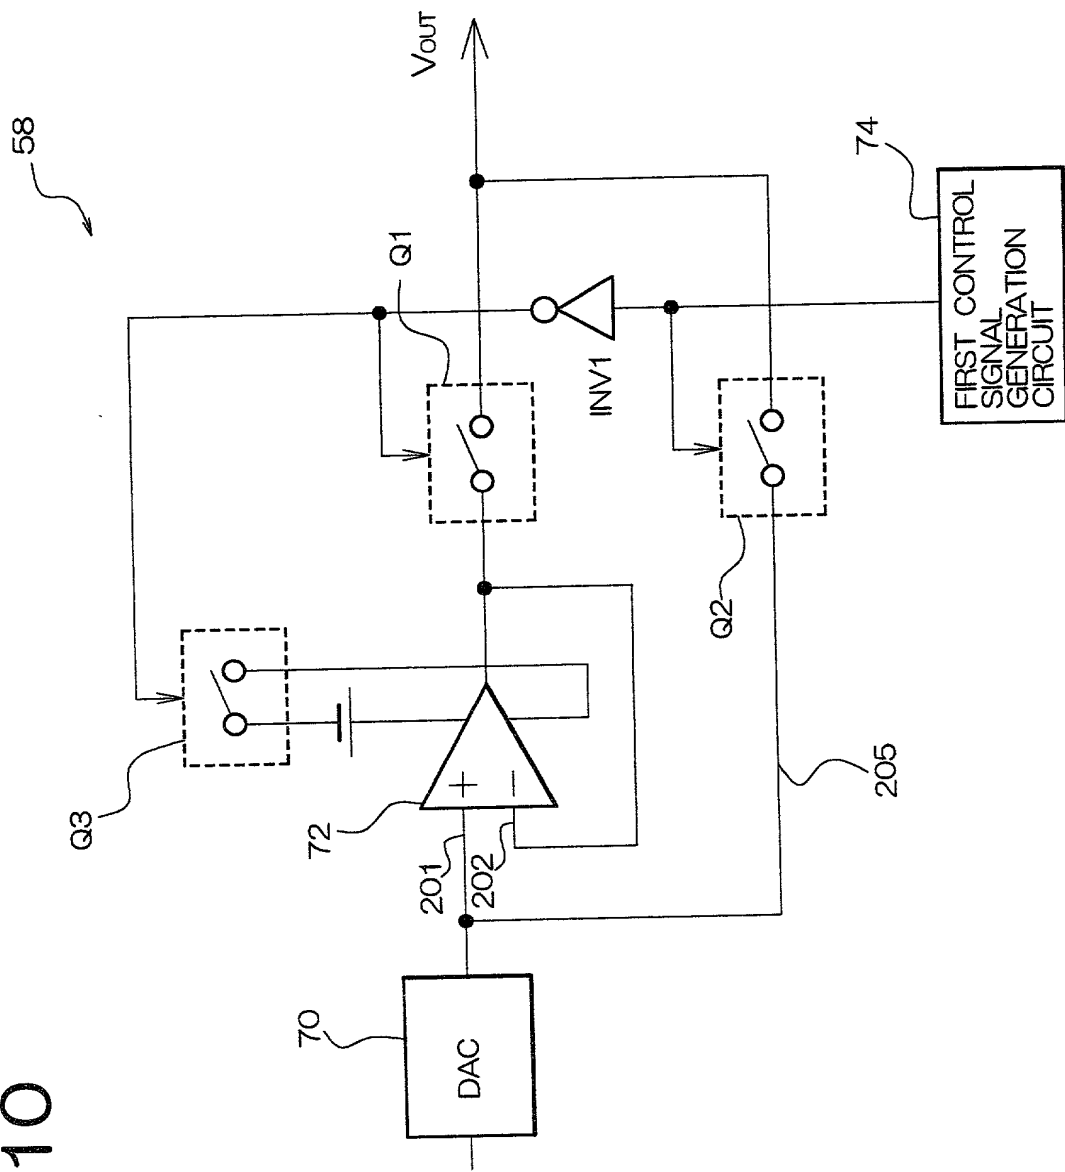 10
58
VOUT
Q1
Q3
72
201
202
+
−
70
DAC
INV1
Q2
205
74
FIRST CONTROL
SIGNAL
GENERATION
CIRCUIT